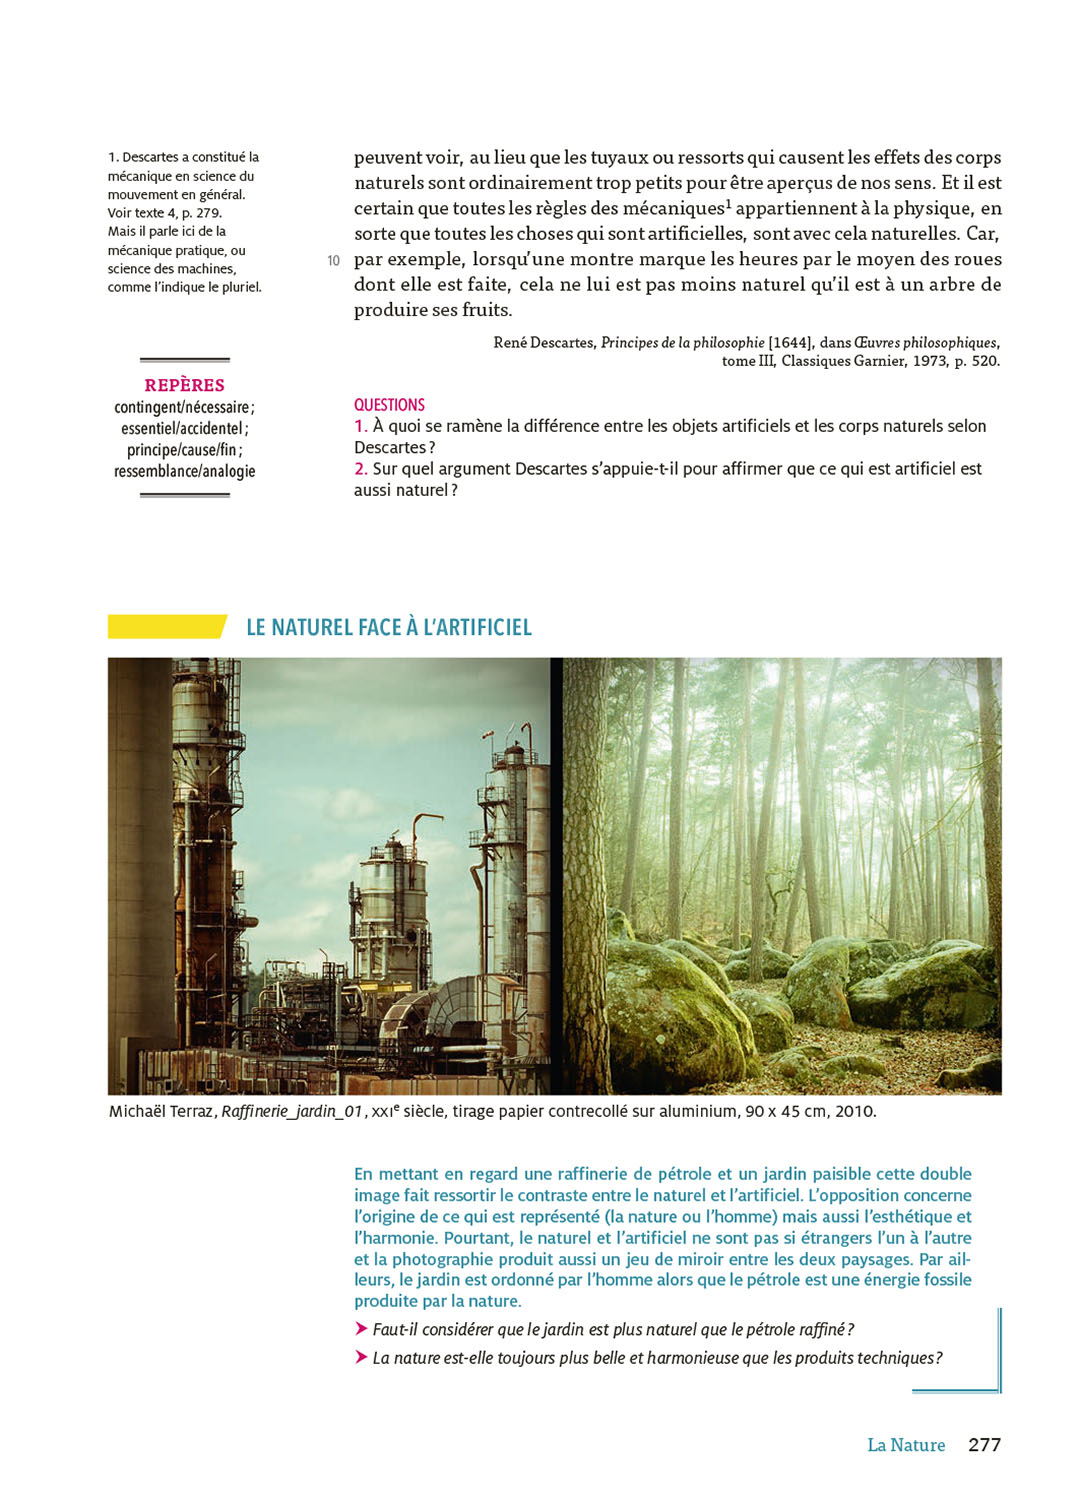 1. Descartes a constitué la
mécanique en science du
mouvement en général.
Voir texte 4, p. 279.
Mais il parle ici de la
mécanique pratique, ou
science des machines,
comme l’indique le pluriel.
REPÈRES
contingent/nécessaire ;
essentiel/accidentel ;
principe/cause/fin ;
ressemblance/analogie
peuvent voir, au lieu que les tuyaux ou ressorts qui causent les effets des corps
naturels sont ordinairement trop petits pour être aperçus de nos sens. Et il est
certain que toutes les règles des mécaniques1 appartiennent à la physique, en
sorte que toutes les choses qui sont artificielles, sont avec cela naturelles. Car,
10 par exemple, lorsqu’une montre marque les heures par le moyen des roues
dont elle est faite, cela ne lui est pas moins naturel qu’il est à un arbre de
produire ses fruits.
René Descartes, Principes de la philosophie [1644], dans Œuvres philosophiques,
tome III, Classiques Garnier, 1973, p. 520.
QUESTIONS
1. À quoi se ramène la différence entre les objets artificiels et les corps naturels selon
Descartes ?
2. Sur quel argument Descartes s’appuie-t-il pour affirmer que ce qui est artificiel est
aussi naturel ?
LE NATUREL FACE À L’ARTIFICIEL
Michaël Terraz, Raffinerie_jardin_01, XXIe siècle, tirage papier contrecollé sur aluminium, 90 x 45 cm, 2010.
En mettant en regard une raffinerie de pétrole et un jardin paisible cette double
image fait ressortir le contraste entre le naturel et l’artificiel. L’opposition concerne
l’origine de ce qui est représenté (la nature ou l’homme) mais aussi l’esthétique et
l’harmonie. Pourtant, le naturel et l’artificiel ne sont pas si étrangers l’un à l’autre
et la photographie produit aussi un jeu de miroir entre les deux paysages. Par ail-
leurs, le jardin est ordonné par l’homme alors que le pétrole est une énergie fossile
produite par la nature.
➤ Faut-il considérer que le jardin est plus naturel que le pétrole raffiné ?
➤ La nature est-elle toujours plus belle et harmonieuse que les produits techniques ?
La Nature 277